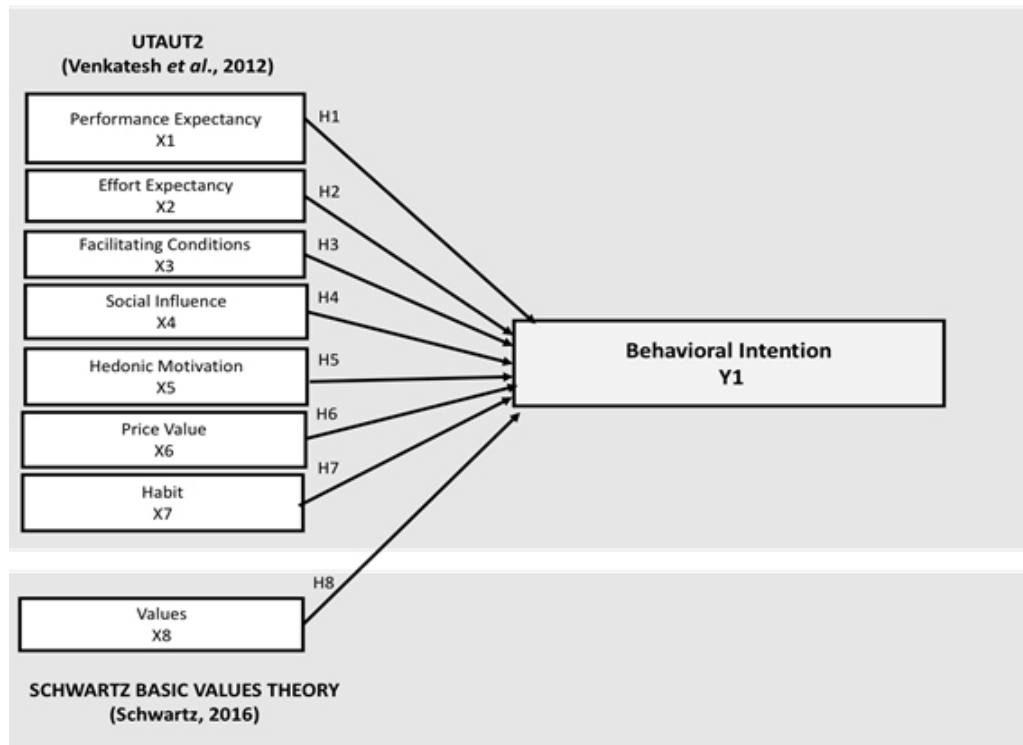 UTAUT2
(Venkatesh et al., 2012)
Performance Expectancy
X1
H1
Effort Expectancy
X2
H2
Facilitating Conditions
X3
H3
Social Influence
X4
H4
Hedonic Motivation
X5
H5
Price Value
X6
H6
Habit
X7
H7
Behavioral Intention
Y1
Values
X8
H8
SCHWARTZ BASIC VALUES THEORY
(Schwartz, 2016)